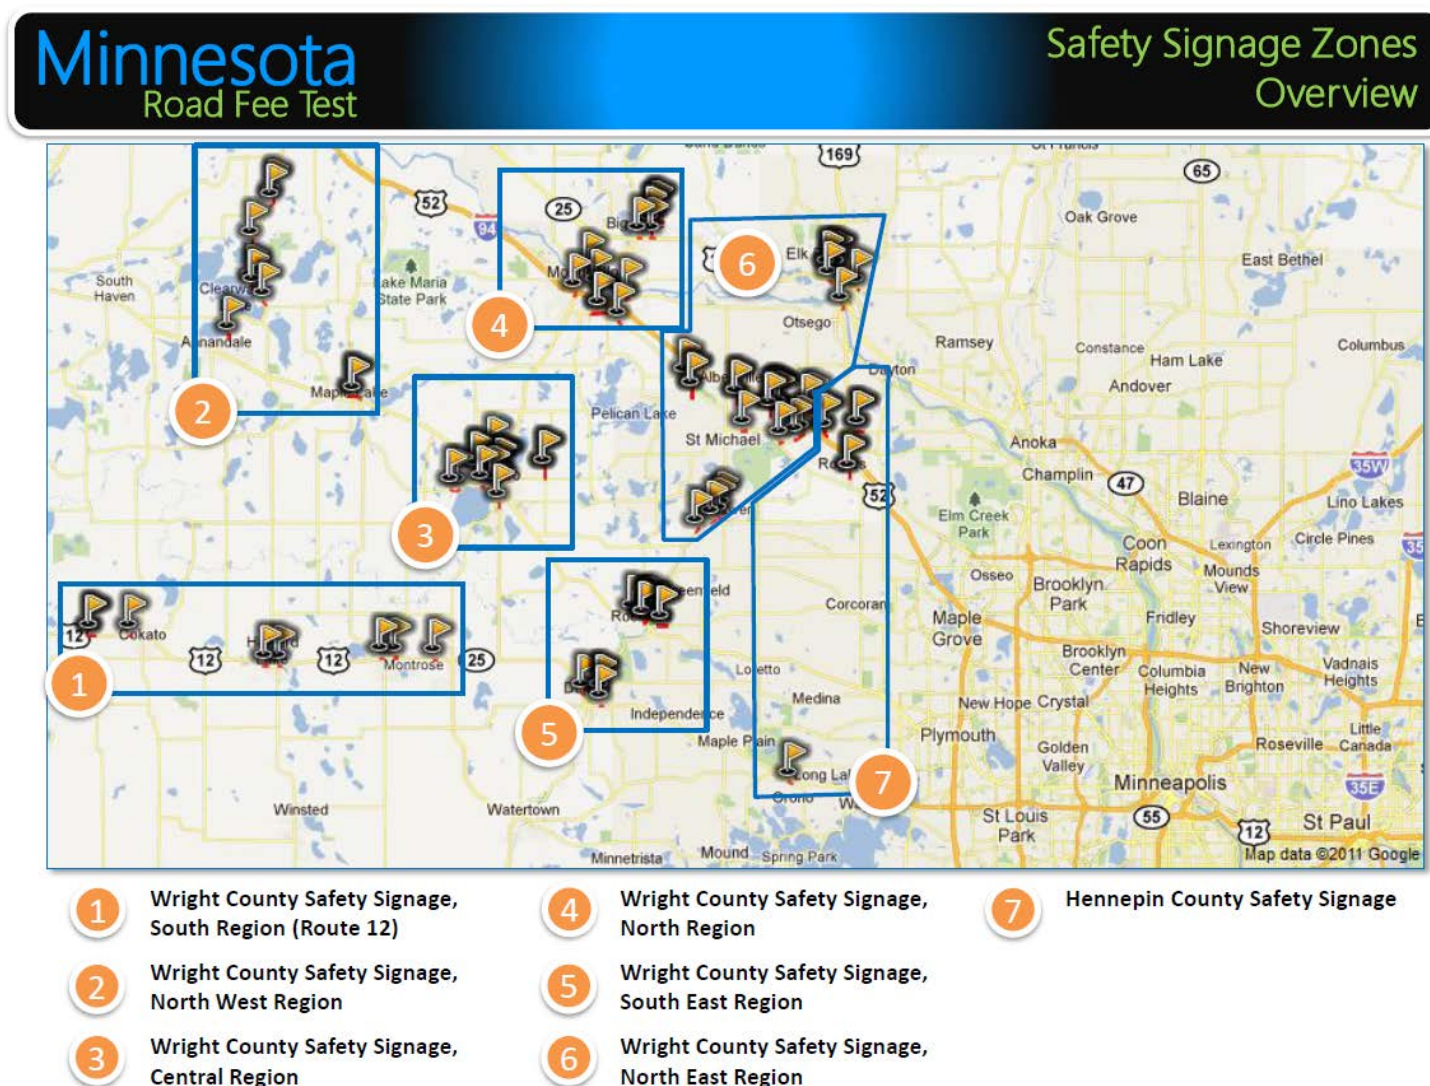 Minnesota
Road Fee Test
Safety Signage Zones
Overview
169
65
52
25
94
Oak Grove
6
Elk
East Bethel
South
Haven
Lake Maria
State Park
4
Otsego
Ramsey
Constance
Columbus
Ham Lake
Annandale
Dayton
Andover
2
Pelican Lake
St Michael
Anoka
Champlin
35W
47
Blaine
Lino Lakes
52
Elm Creek
Park
3
Coon
Rapids
Lexington
Circle Pines
Mounds
View
Osseo
Brooklyn
Park
Corcoran
Maple
Grove
Fridley
Shoreview
12
Cokato
12
12
Montrose
25
Brooklyn
Center
Columbia
Heights
New
Brighton
Vadnais
Heights
1
Loretto
Medina
New Hope
Crystal
5
Independence
Maple Plain
Plymouth
Golden
Valley
Roseville
Little
Canada
7
Minneapolis
35E
Winsted
Watertown
Orono
St Louis
Park
55
12
St Paul
Minnetrista
Mound
Spring Park
Map data ©2011 Google
1
Wright County Safety Signage,
South Region (Route 12)
2
Wright County Safety Signage,
North West Region
3
Wright County Safety Signage,
Central Region
4
Wright County Safety Signage,
North Region
5
Wright County Safety Signage,
South East Region
6
Wright County Safety Signage,
North East Region
7
Hennepin County Safety Signage